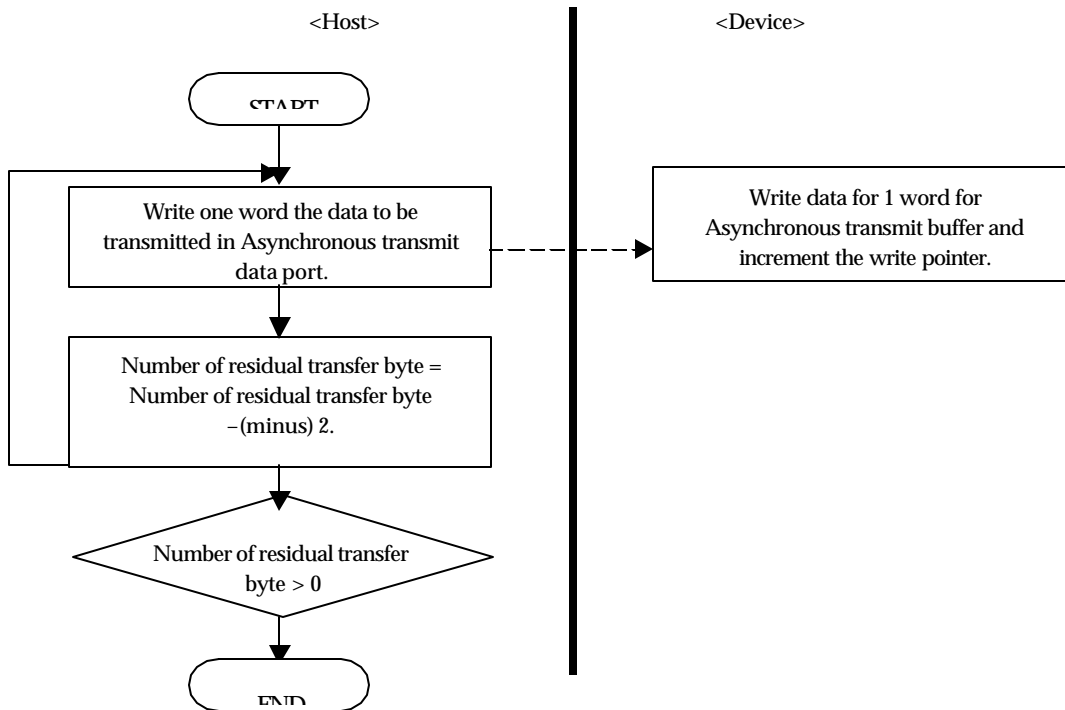 <Host>
<Device>
START
Write one word the data to be
transmitted in Asynchronous transmit
data port.
Write data for 1 word for
Asynchronous transmit buffer and
increment the write pointer.
Number of residual transfer byte =
Number of residual transfer byte
–(minus) 2.
Number of residual transfer
byte > 0
END